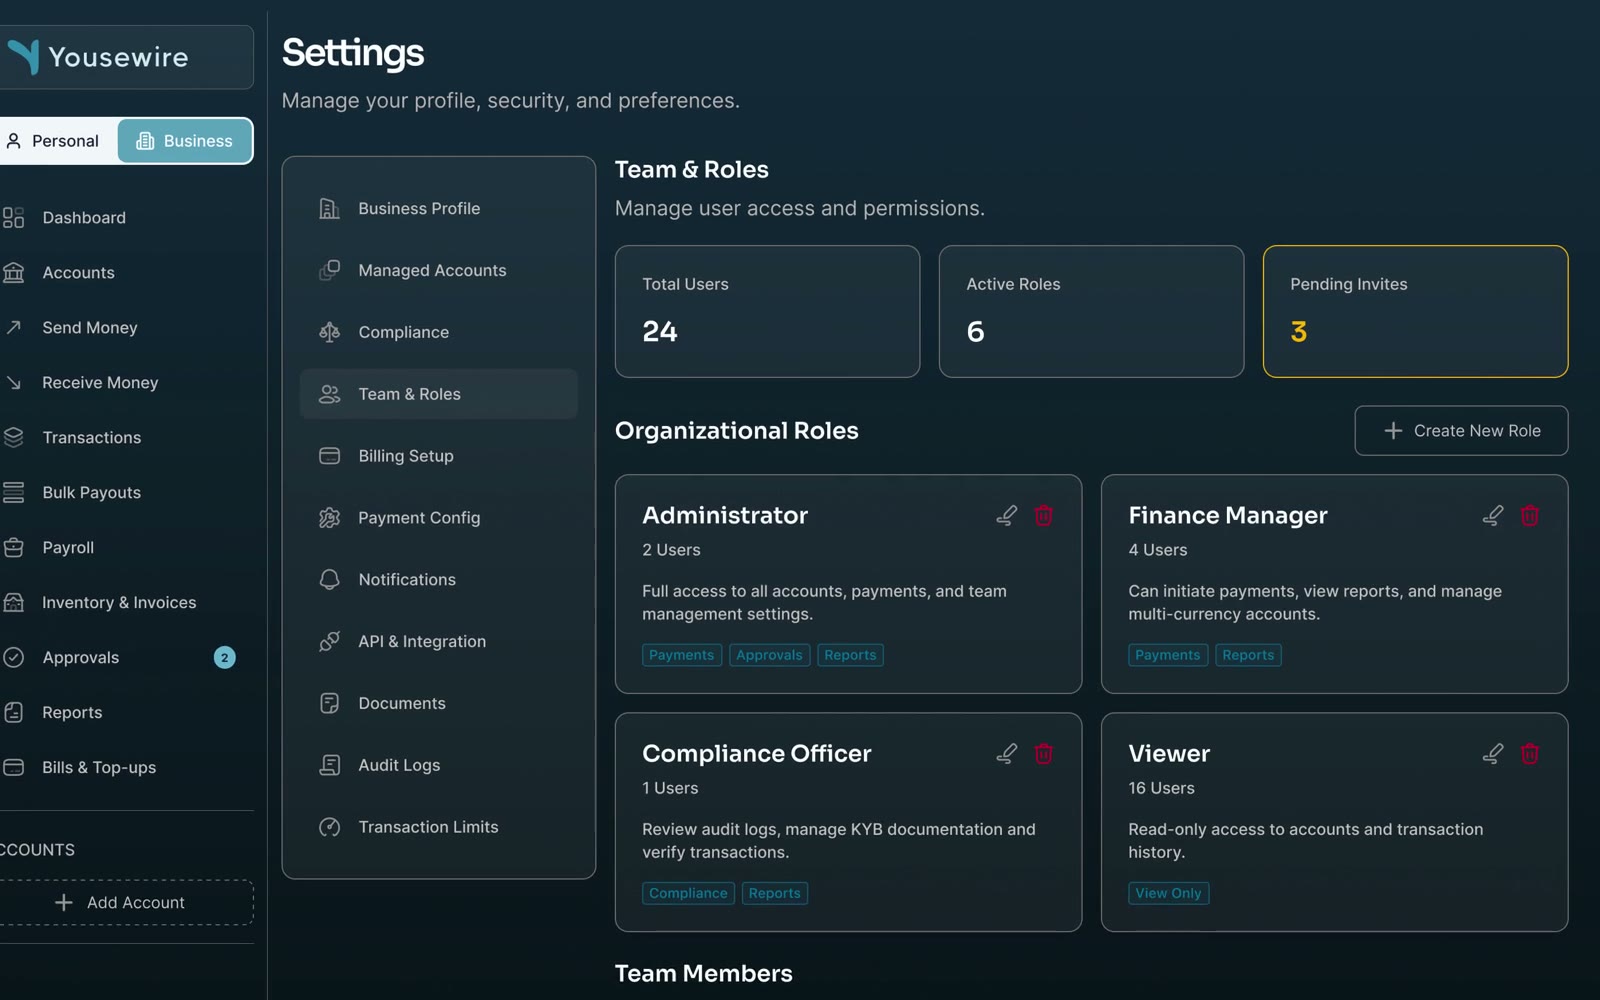 Yousewire
Personal
Business
Dashboard
Accounts
Send Money
Receive Money
Transactions
Bulk Payouts
Payroll
Inventory & Invoices
Approvals
2
Reports
Bills & Top-ups
CCOUNTS
Add Account
Settings
Manage your profile, security, and preferences.
Business Profile
Managed Accounts
Compliance
Team & Roles
Billing Setup
Payment Config
Notifications
API & Integration
Documents
Audit Logs
Transaction Limits
Team & Roles
Manage user access and permissions.
Total Users
24
Active Roles
6
Pending Invites
3
Organizational Roles
Create New Role
Administrator
2 Users
Full access to all accounts, payments, and team
management settings.
Payments Approvals Reports
Finance Manager
4 Users
Can initiate payments, view reports, and manage
multi-currency accounts.
Payments Reports
Compliance Officer
1 Users
Review audit logs, manage KYB documentation and
verify transactions.
Compliance Reports
Viewer
16 Users
Read-only access to accounts and transaction
history.
View Only
Team Members